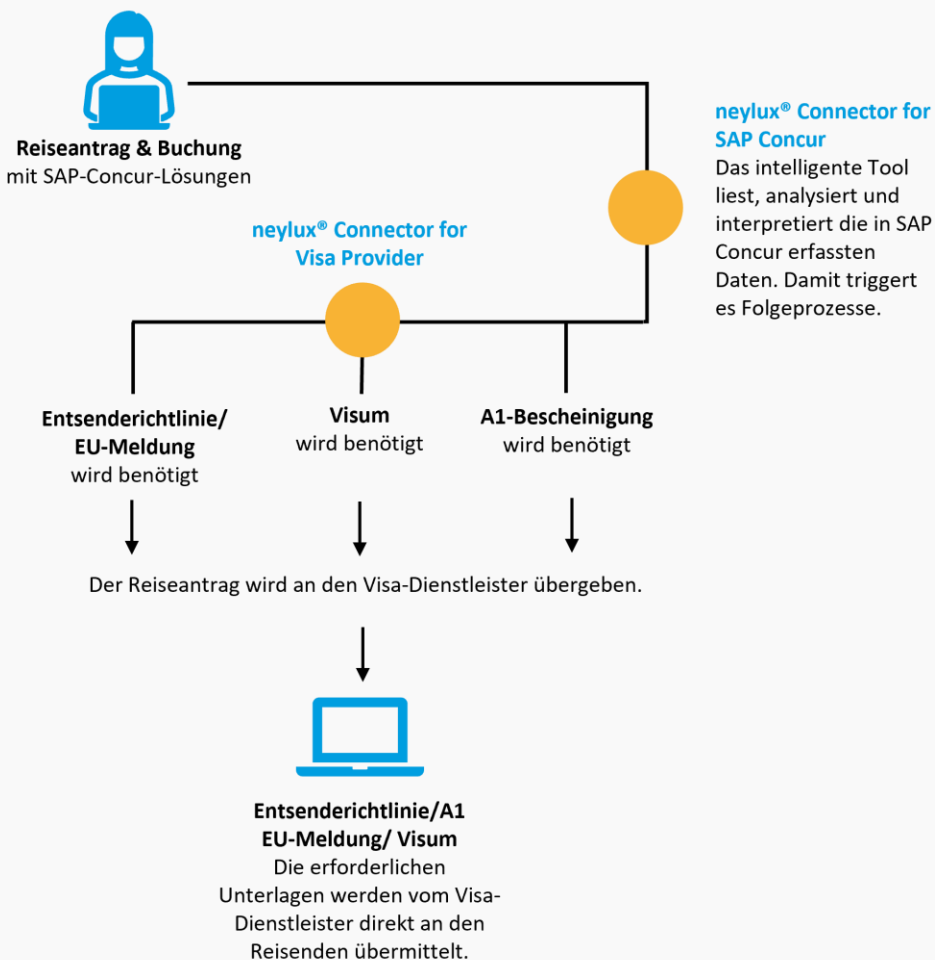 Reiseantrag & Buchung
mit SAP-Concur-Lösungen
neylux® Connector for
SAP Concur
Das intelligente Tool
liest, analysiert und
interpretiert die in SAP
Concur erfassten
Daten. Damit triggert
es Folgeprozesse.
neylux® Connector for
Visa Provider
Entsenderichtlinie/
EU-Meldung
wird benötigt
Visum
wird benötigt
A1-Bescheinigung
wird benötigt
Der Reiseantrag wird an den Visa-Dienstleister übergeben.
Entsenderichtlinie/A1
EU-Meldung/ Visum
Die erforderlichen
Unterlagen werden vom Visa-
Dienstleister direkt an den
Reisenden übermittelt.